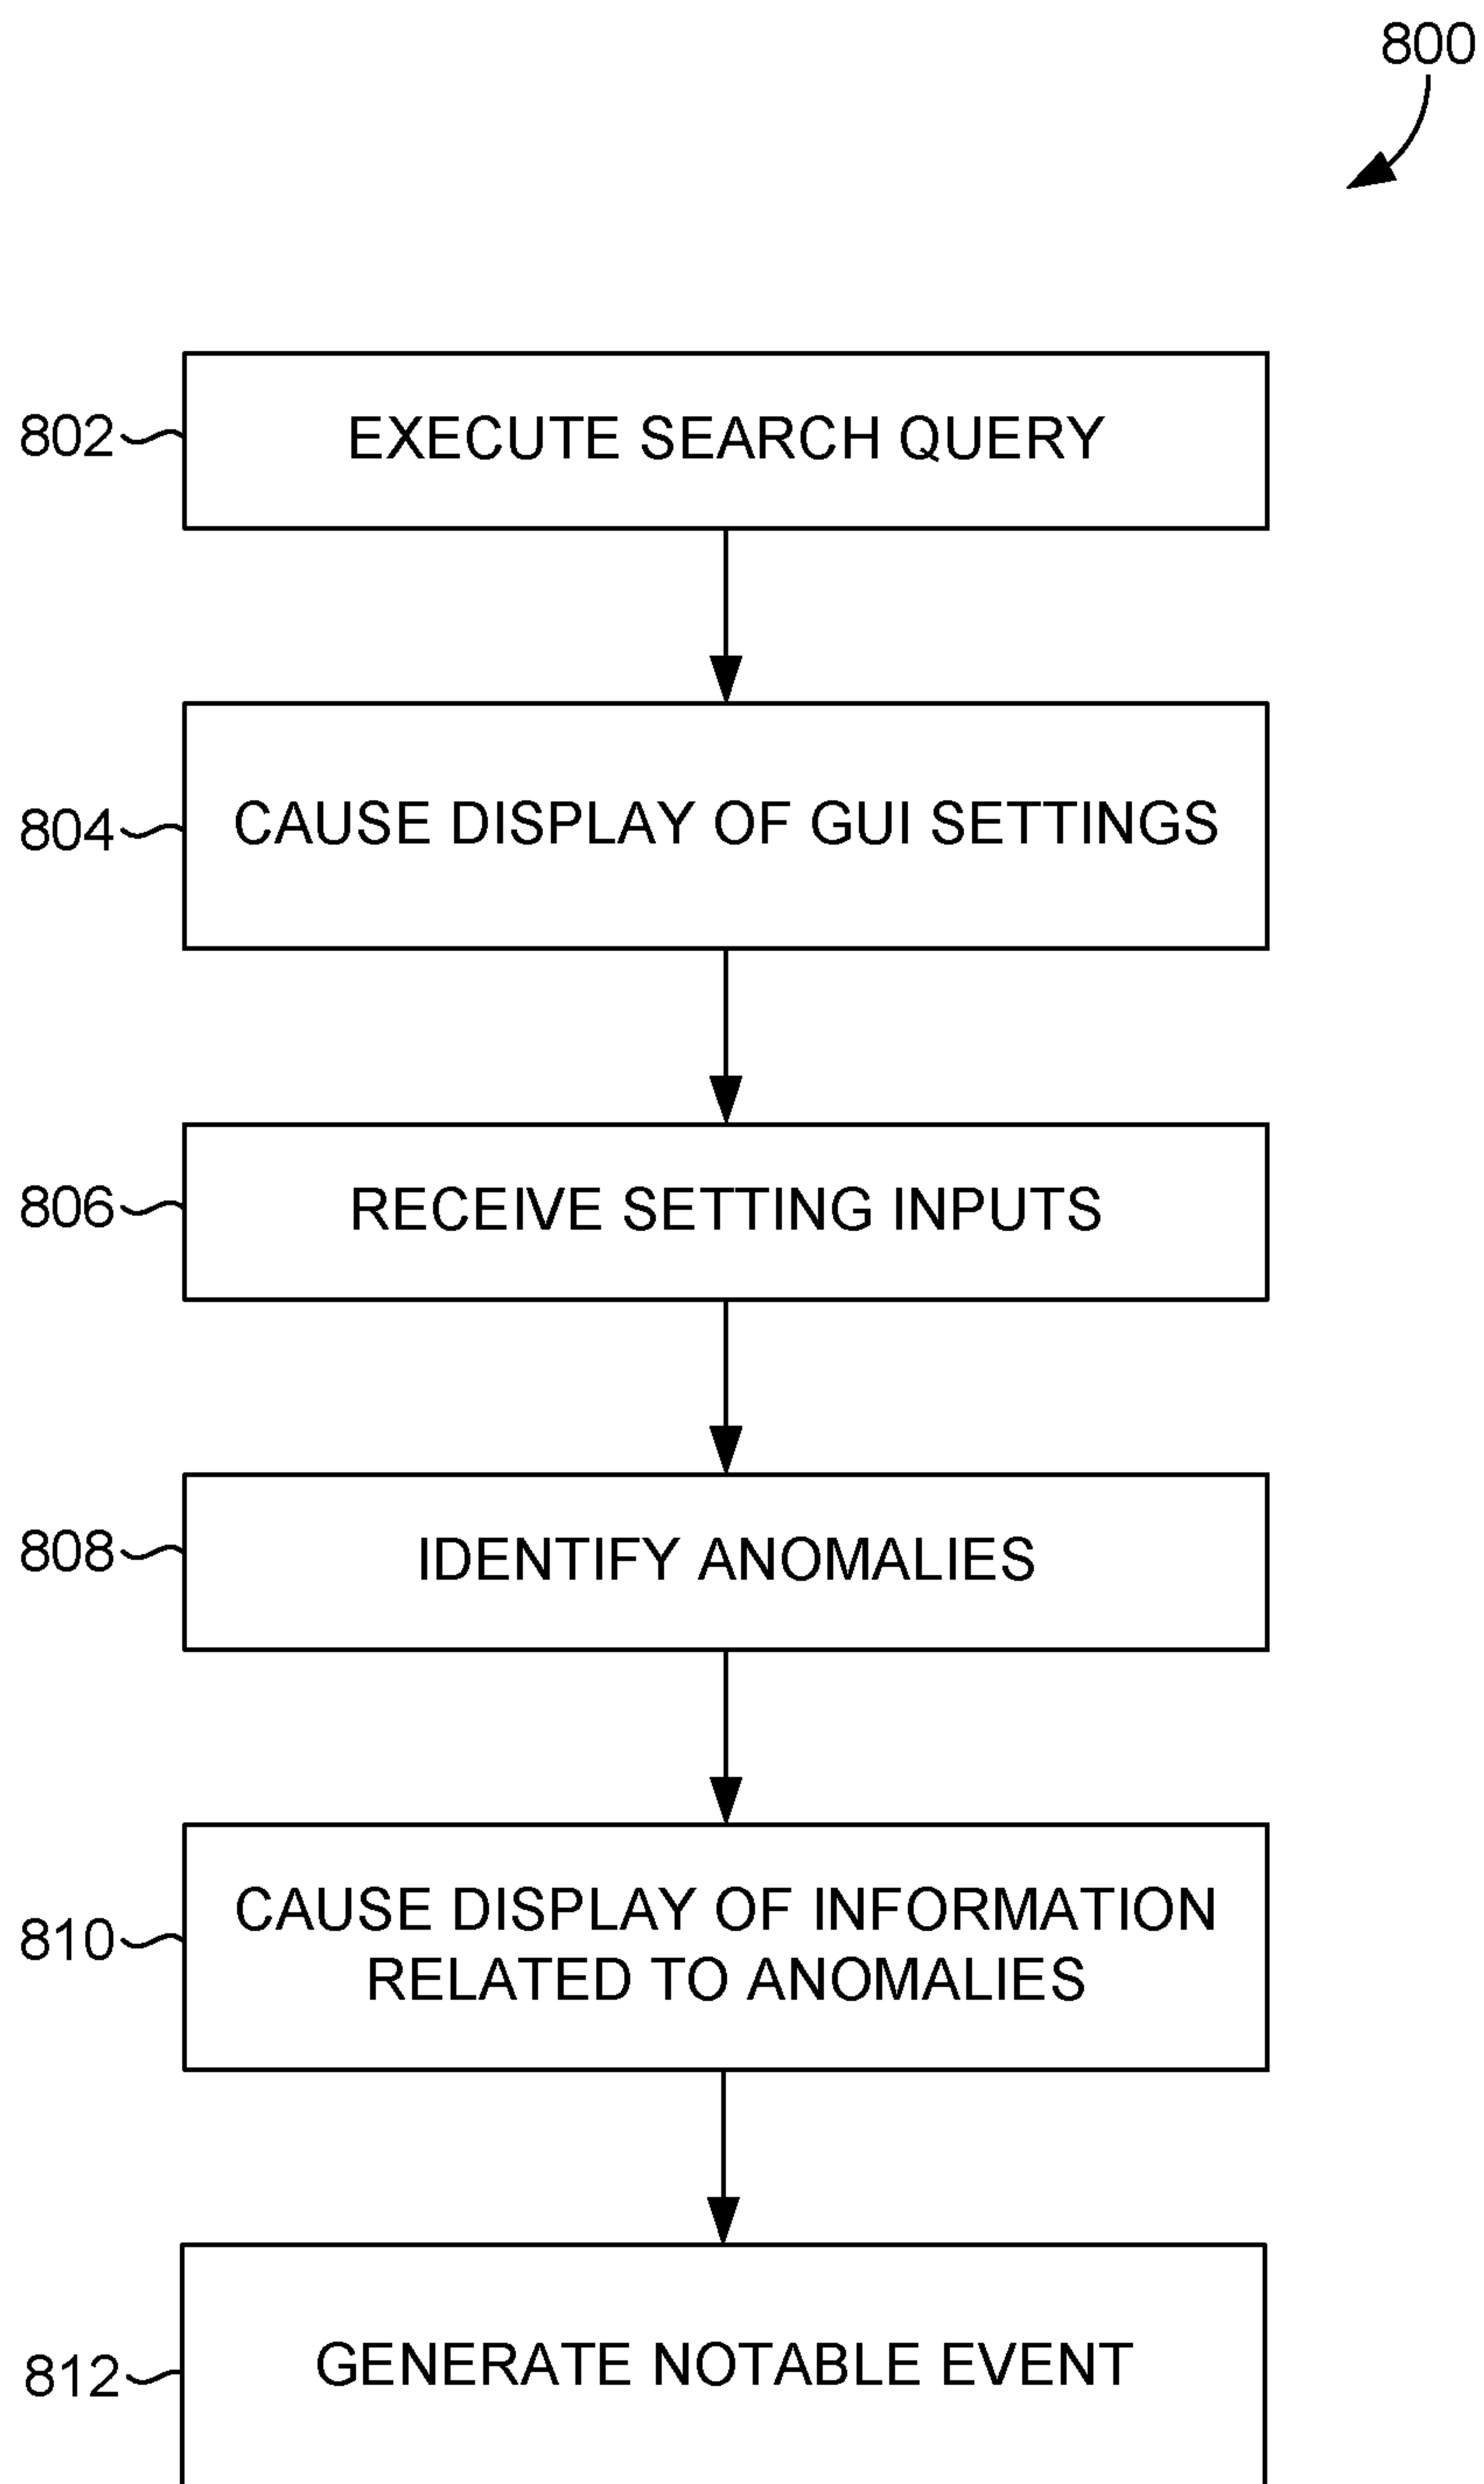 800
802
EXECUTE SEARCH QUERY
804
CAUSE DISPLAY OF GUI SETTINGS
806
RECEIVE SETTING INPUTS
808
IDENTIFY ANOMALIES
810
CAUSE DISPLAY OF INFORMATION
RELATED TO ANOMALIES
812
GENERATE NOTABLE EVENT